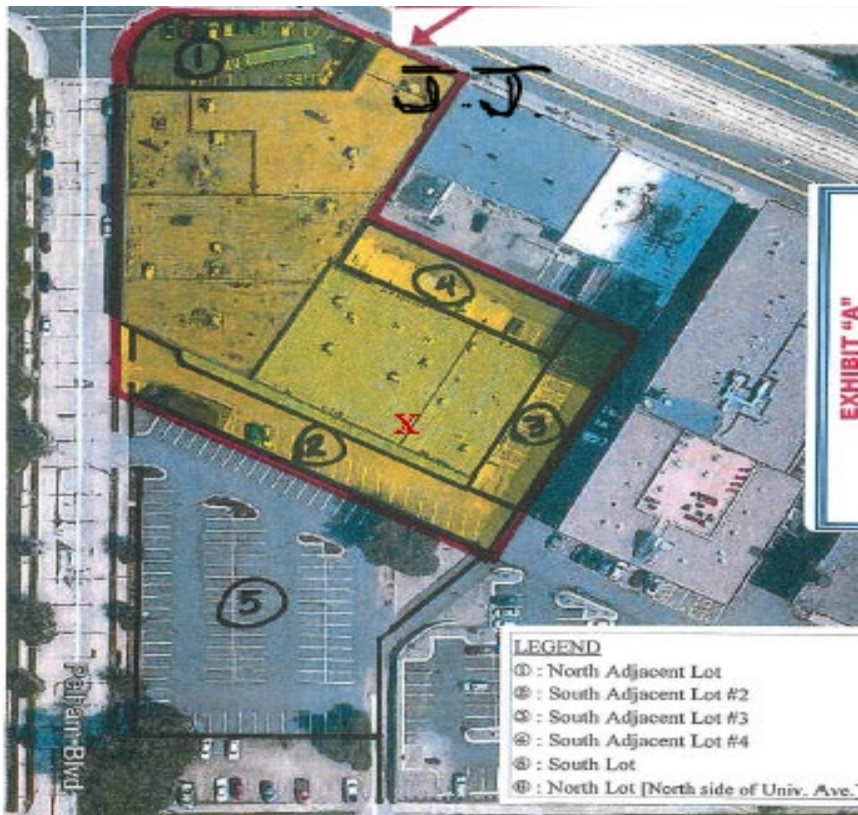 ①
J.J.
④
EXHIBIT "A"
X
③
②
⑤
Pelham Blvd
LEGEND
① : North Adjacent Lot
② : South Adjacent Lot #2
③ : South Adjacent Lot #3
④ : South Adjacent Lot #4
⑤ : South Lot
⑥ : North Lot [North side of Univ. Ave.]